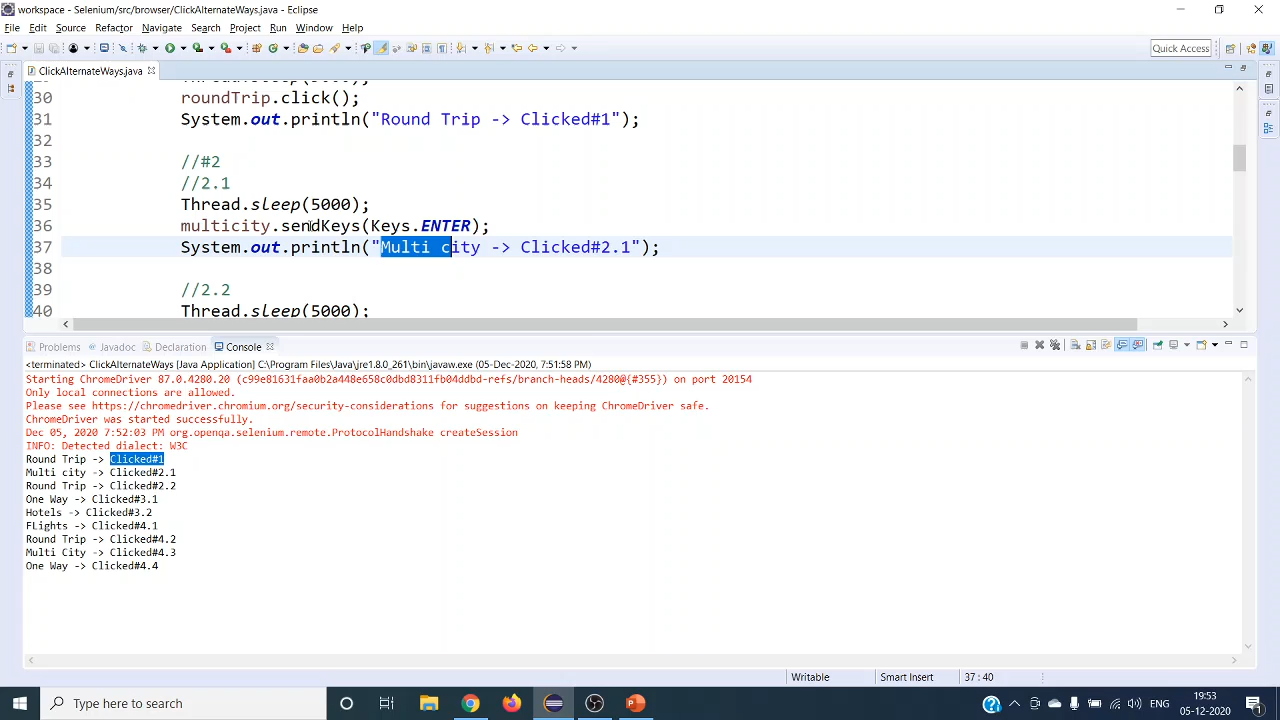 workspace - Selenium/src/browser/ClickAlternateWays.java - Eclipse
File Edit Source Refactor Navigate Search Project Run Window Help
Quick Access
ClickAlternateWays.java
30 roundTrip.click();
31 System.out.println("Round Trip -> Clicked#1");
32
33 //#2
34 //2.1
35 Thread.sleep(5000);
36 multicity.sendKeys(Keys.ENTER);
37 System.out.println("Multi city -> Clicked#2.1");
38
39 //2.2
40 Thread.sleep(5000);
Problems Javadoc Declaration Console
<terminated> ClickAlternateWays [Java Application] C:\Program Files\Java\jre1.8.0_261\bin\javaw.exe (05-Dec-2020, 7:51:58 PM)
Starting ChromeDriver 87.0.4280.20 (c99e81631faa0b2a448e658c0dbd8311fb04ddbd-refs/branch-heads/4280@{#355}) on port 20154
Only local connections are allowed.
Please see https://chromedriver.chromium.org/security-considerations for suggestions on keeping ChromeDriver safe.
ChromeDriver was started successfully.
Dec 05, 2020 7:52:03 PM org.openqa.selenium.remote.ProtocolHandshake createSession
INFO: Detected dialect: W3C
Round Trip -> Clicked#1
Multi city -> Clicked#2.1
Round Trip -> Clicked#2.2
One Way -> Clicked#3.1
Hotels -> Clicked#3.2
FLights -> Clicked#4.1
Round Trip -> Clicked#4.2
Multi City -> Clicked#4.3
One Way -> Clicked#4.4
Writable Smart Insert 37 : 40
Type here to search
ENG
19:53
05-12-2020